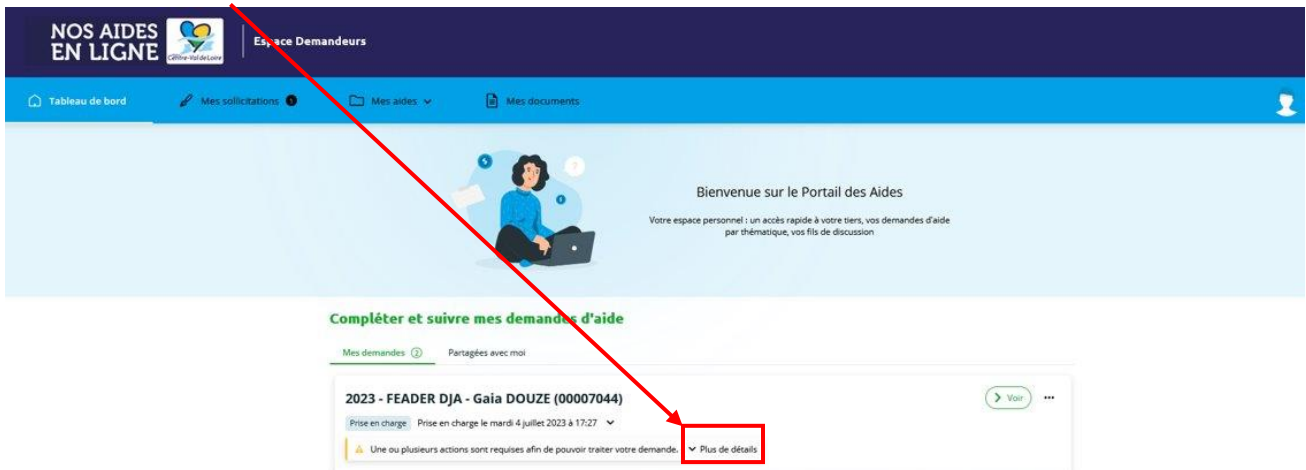 NOS AIDES
EN LIGNE
Centre-Val de Loire
Espace Demandeurs
Tableau de bord
Mes sollicitations 1
Mes aides
Mes documents
Bienvenue sur le Portail des Aides
Votre espace personnel : un accès rapide à votre tiers, vos demandes d'aide
par thématique, vos fils de discussion
Compléter et suivre mes demandes d'aide
Mes demandes 2
Partagées avec moi
2023 - FEADER DJA - Gaia DOUZE (00007044)
Voir
Prise en charge Prise en charge le mardi 4 juillet 2023 à 17:27
Une ou plusieurs actions sont requises afin de pouvoir traiter votre demande.
Plus de détails